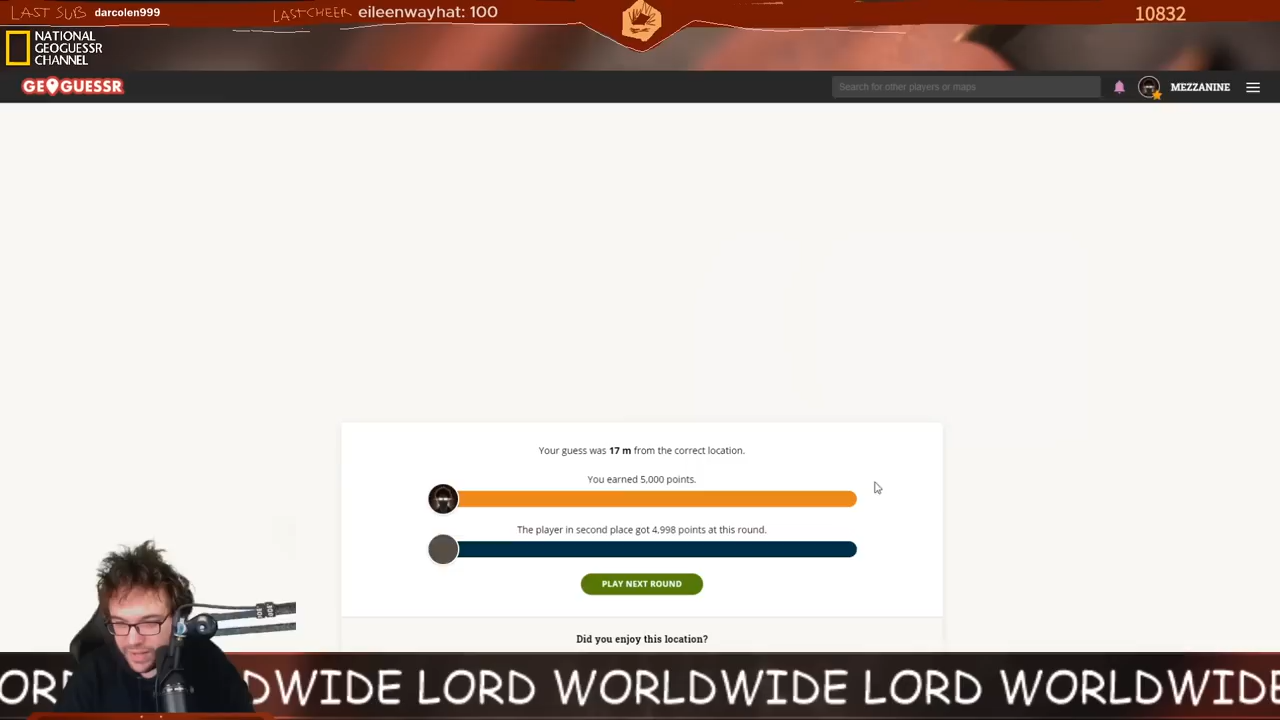 LAST SUB darcolen999
LAST CHEER eileenwayhat: 100
10832
NATIONAL
GEOGUESSR
CHANNEL
GEOGUESSR
Search for other players or maps
MEZZANINE
Your guess was 17 m from the correct location.
You earned 5,000 points.
The player in second place got 4,998 points at this round.
PLAY NEXT ROUND
Did you enjoy this location?
WORLDWIDE LORD WORLDWIDE LORD WORLDWIDE